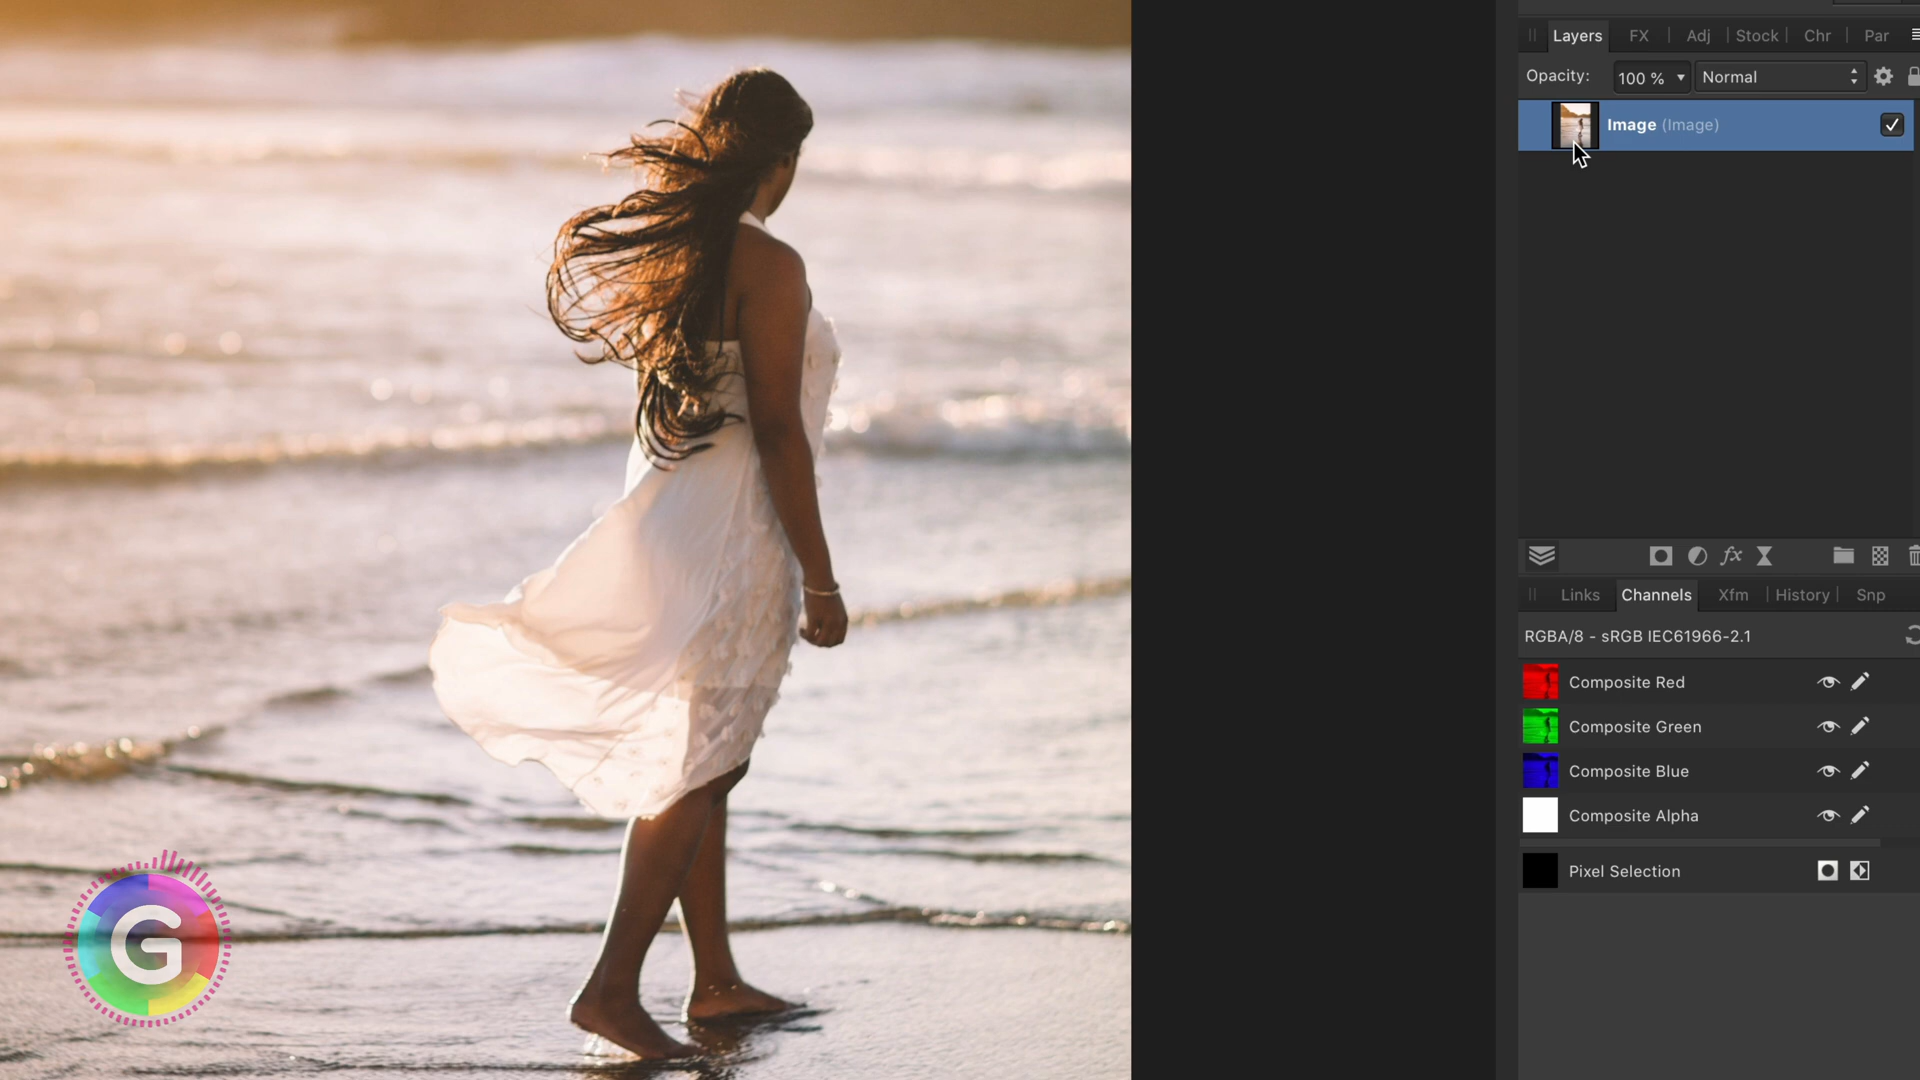 Layers FX Adj Stock Chr Par
Opacity: 100 % Normal
Image (Image)
fx
Links Channels Xfm History Snp
RGBA/8 - sRGB IEC61966-2.1
Composite Red
Composite Green
Composite Blue
Composite Alpha
Pixel Selection
G